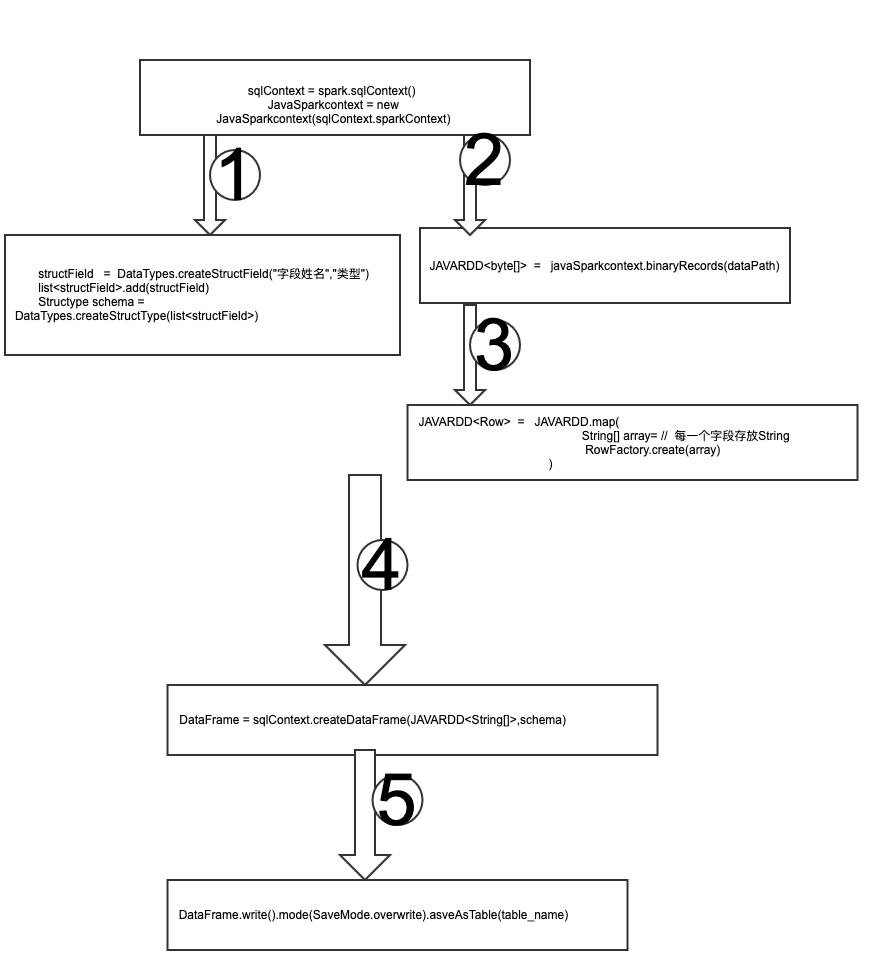 sqlContext = spark.sqlContext()
JavaSparkcontext = new
JavaSparkcontext(sqlContext.sparkContext)
1
2
structField = DataTypes.createStructField("字段姓名","类型")
list<structField>.add(structField)
Structype schema =
DataTypes.createStructType(list<structField>)
JAVARDD<byte[]> = javaSparkcontext.binaryRecords(dataPath)
3
JAVARDD<Row> = JAVARDD.map(
String[] array= // 每一个字段存放String
RowFactory.create(array)
)
4
DataFrame = sqlContext.createDataFrame(JAVARDD<String[]>,schema)
5
DataFrame.write().mode(SaveMode.overwrite).asveAsTable(table_name)